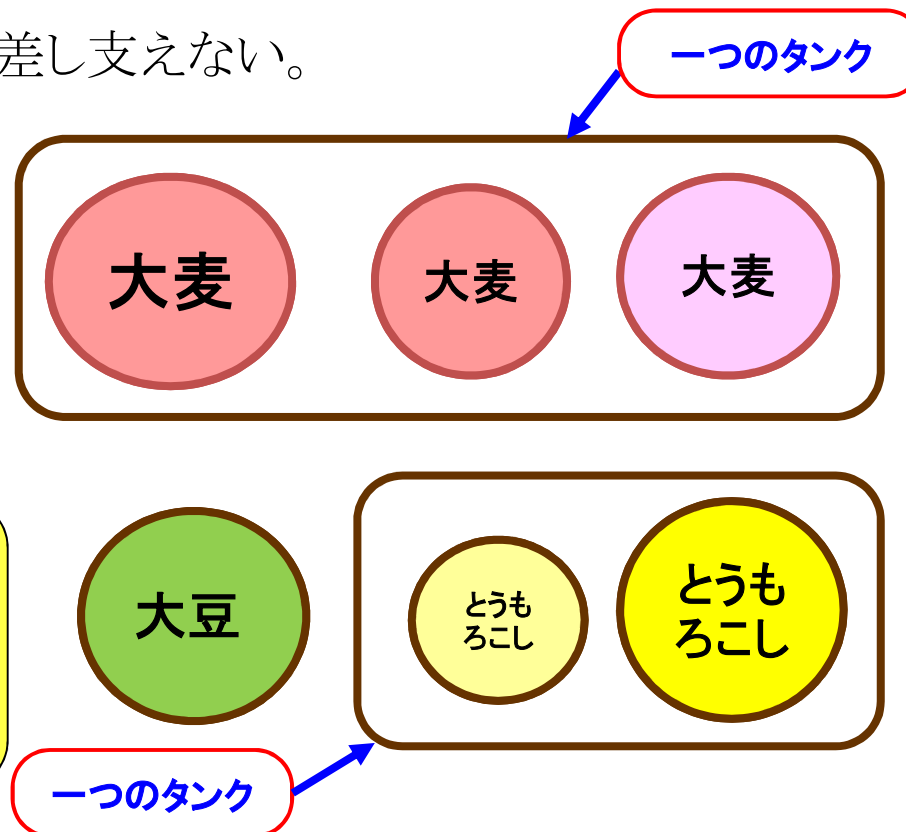 差し支えない。
一つのタンク
大麦
大麦
大麦
大豆
とうも
ろこし
とうも
ろこし
一つのタンク